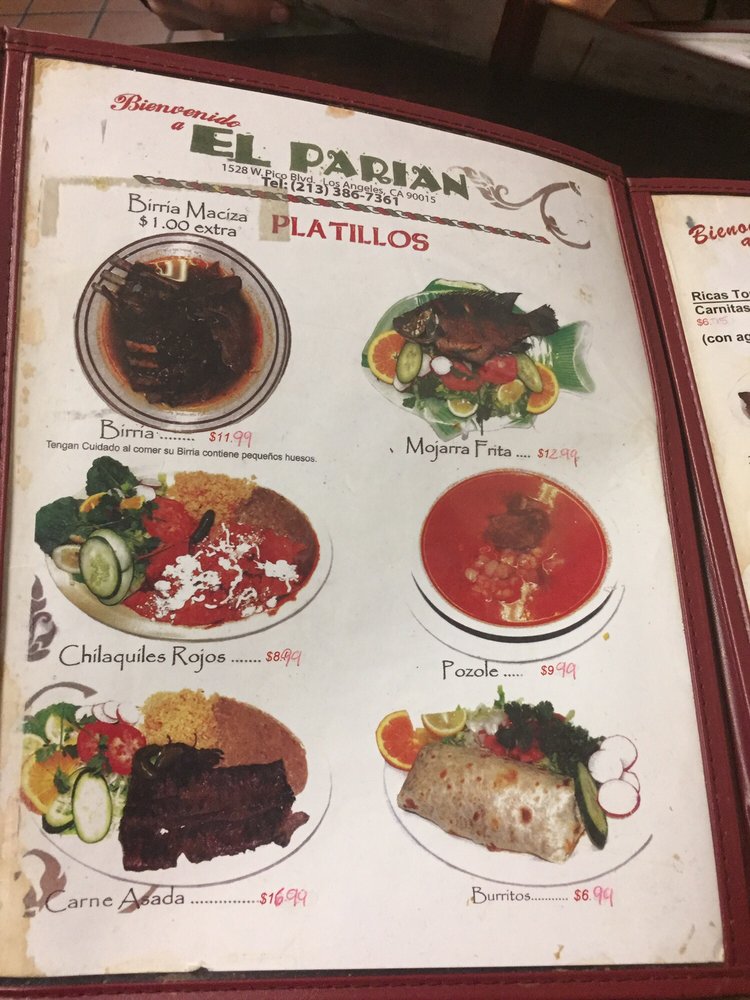 Bienvenido
a
EL PARIAN
1528 W. Pico Blvd. Los Angeles, CA 90015
Tel: (213) 386-7361
Birria Maciza
$1.00 extra
PLATILLOS
Birria ........ $11.99
Tengan Cuidado al comer su Birria contiene pequeños huesos.
Mojarra Frita .... $12.99
Chilaquiles Rojos ....... $8.99
Pozole ..... $9.99
Carne Asada ................$16.99
Burritos........... $6.99
Ricas
Carnitas
$6.
(con